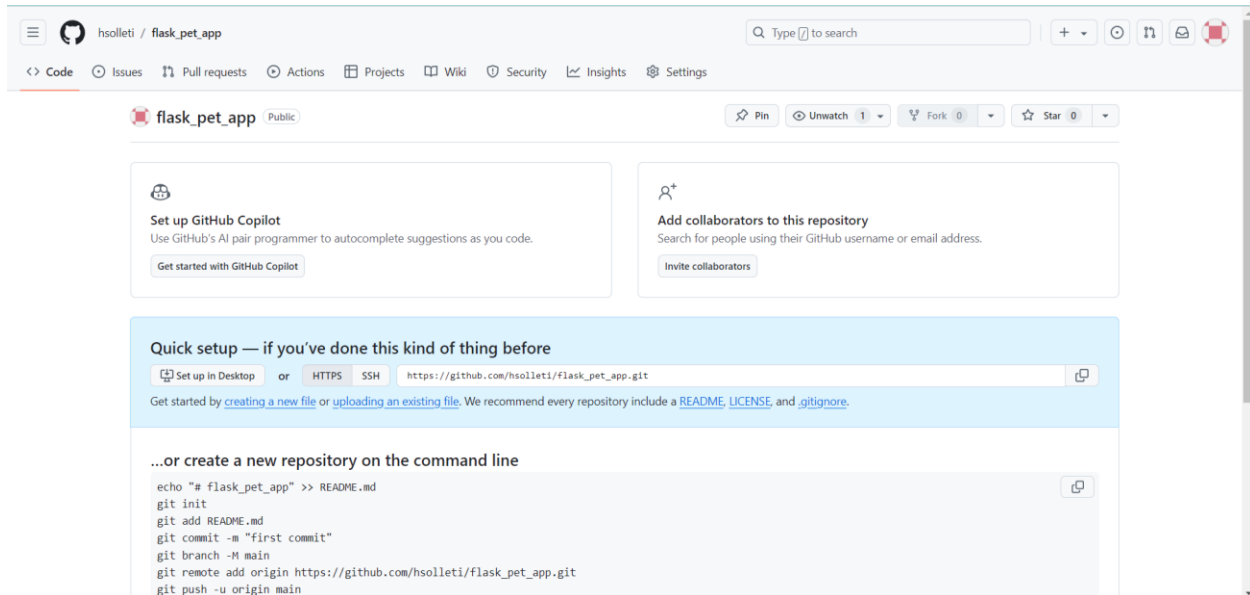 hsolleti / flask_pet_app
Type / to search
Code Issues Pull requests Actions Projects Wiki Security Insights Settings
flask_pet_app Public
Pin Unwatch 1 Fork 0 Star 0
Set up GitHub Copilot
Use GitHub's AI pair programmer to autocomplete suggestions as you code.
Get started with GitHub Copilot
Add collaborators to this repository
Search for people using their GitHub username or email address.
Invite collaborators
Quick setup — if you've done this kind of thing before
Set up in Desktop or HTTPS SSH https://github.com/hsolleti/flask_pet_app.git
Get started by creating a new file or uploading an existing file. We recommend every repository include a README, LICENSE, and .gitignore.
...or create a new repository on the command line
echo "# flask_pet_app" >> README.md
git init
git add README.md
git commit -m "first commit"
git branch -M main
git remote add origin https://github.com/hsolleti/flask_pet_app.git
git push -u origin main